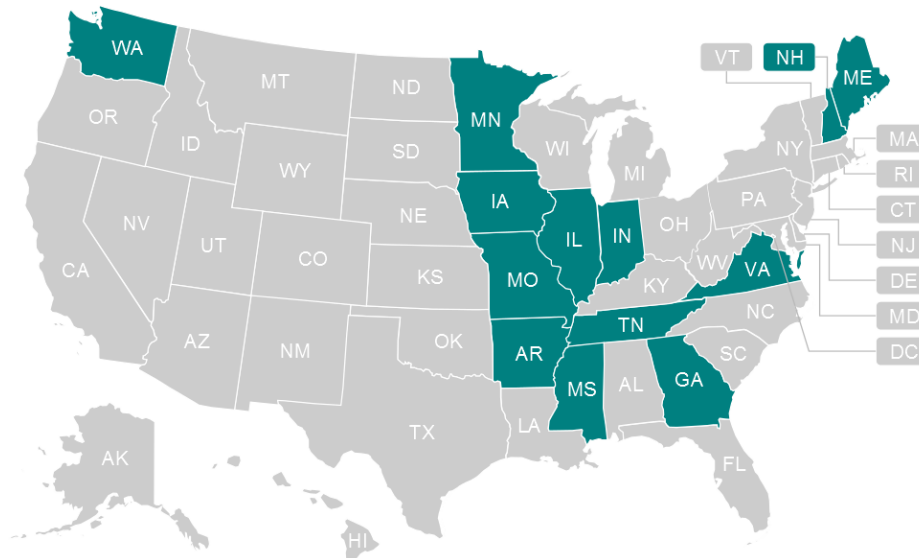 WA
MT
ND
MN
VT
NH
ME
OR
ID
SD
WI
MI
NY
MA
RI
WY
IA
NE
PA
CT
NV
UT
CO
IL
IN
OH
NJ
CA
KS
MO
KY
WV
VA
DE
MD
AZ
NM
OK
AR
TN
NC
DC
MS
AL
GA
SC
TX
LA
FL
AK
HI